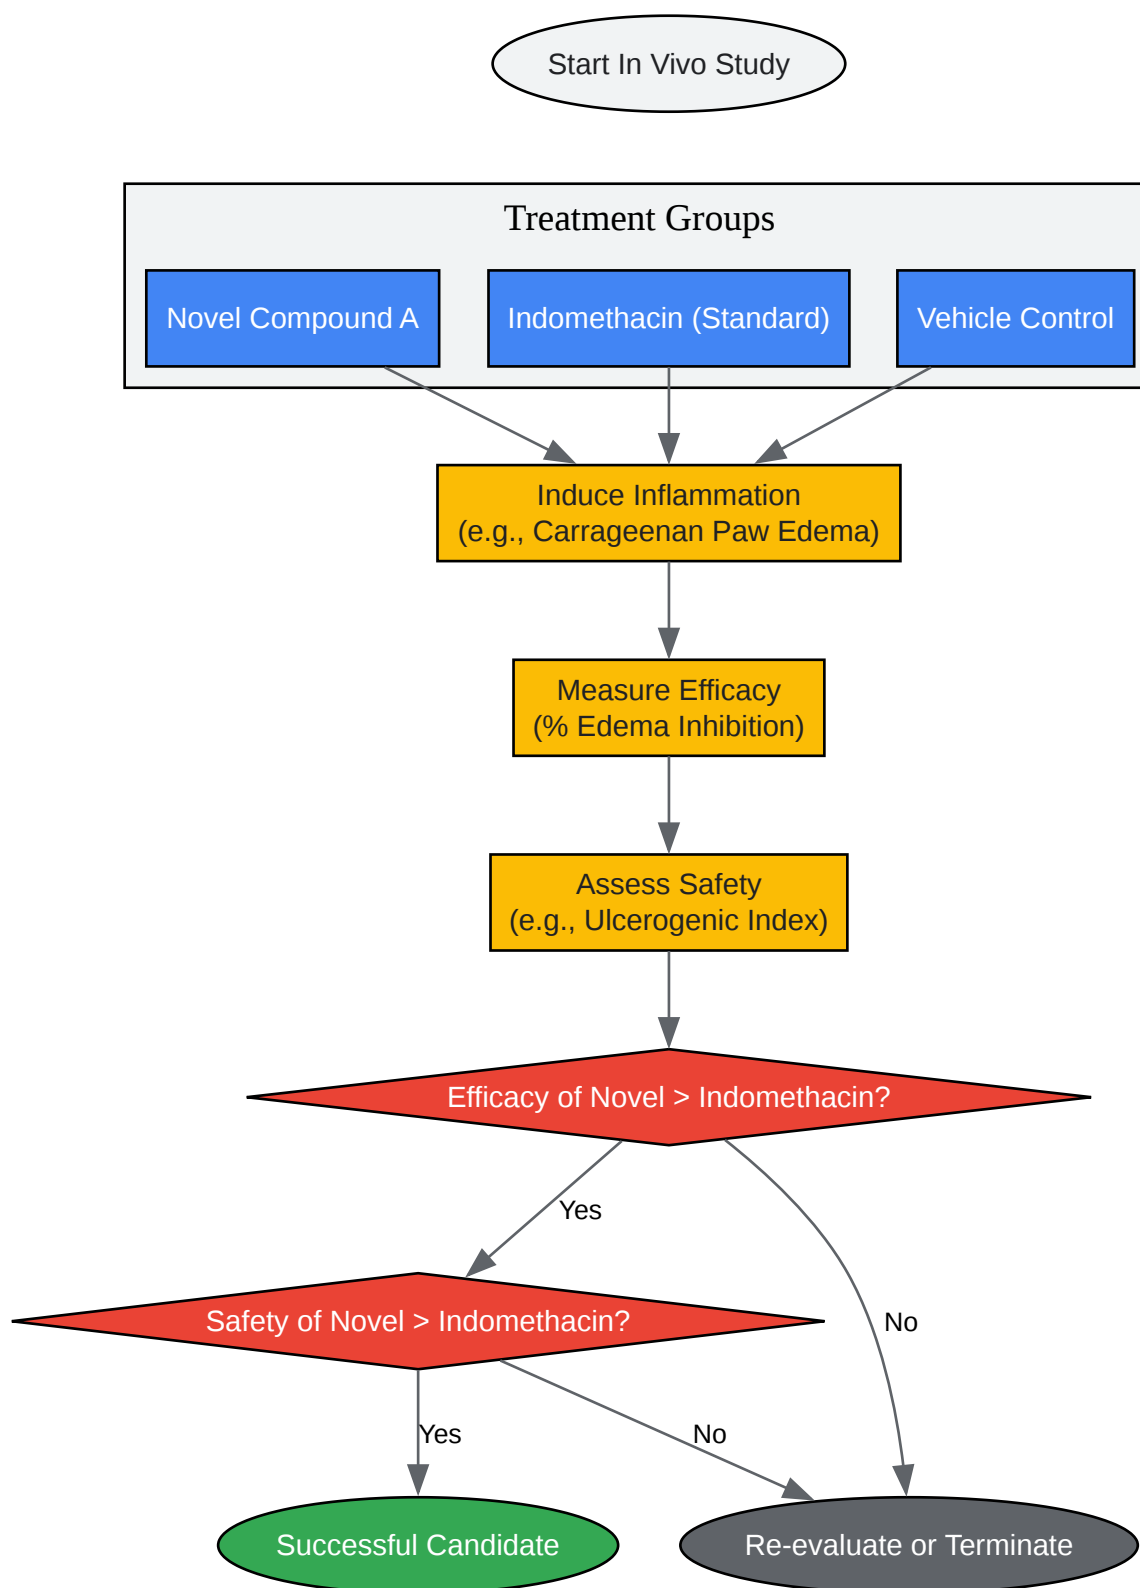 Start In Vivo Study
Treatment Groups
Novel Compound A
Indomethacin (Standard)
Vehicle Control
Induce Inflammation
(e.g., Carrageenan Paw Edema)
Measure Efficacy
(% Edema Inhibition)
Assess Safety
(e.g., Ulcerogenic Index)
Efficacy of Novel > Indomethacin?
Yes
No
Safety of Novel > Indomethacin?
Yes
No
Successful Candidate
Re-evaluate or Terminate